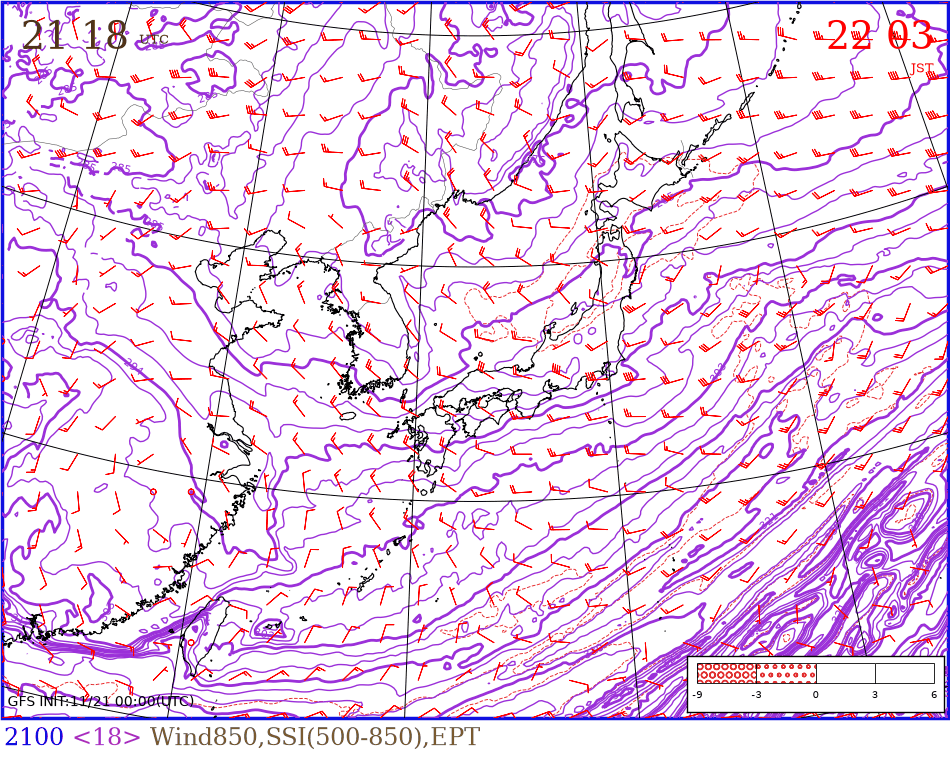 21 18 UTC
22 03
JST
285
GFS INIT:11/21 00:00(UTC)
-9 -3 0 3 6
2100 <18> Wind850,SSI(500-850),EPT